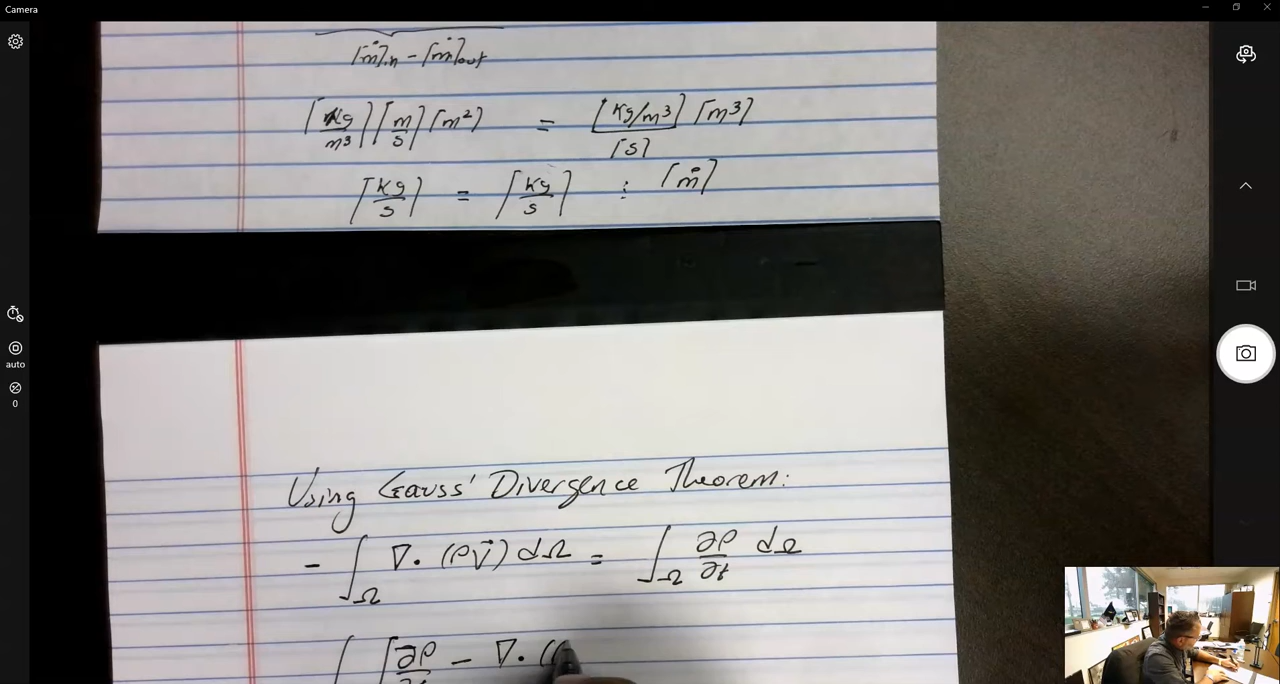 Camera
[ṁ]in - [ṁ]out
[kg/m³] [m/s] [m²] = [kg/m³] [m³] / [s]
[kg/s] = [kg/s] : [ṁ]
auto
0
Using Gauss' Divergence Theorem:
- ∫Ω ∇·(ρV⃗) dΩ = ∫Ω ∂ρ/∂t dΩ
∫ [∂ρ/∂t - ∇·(